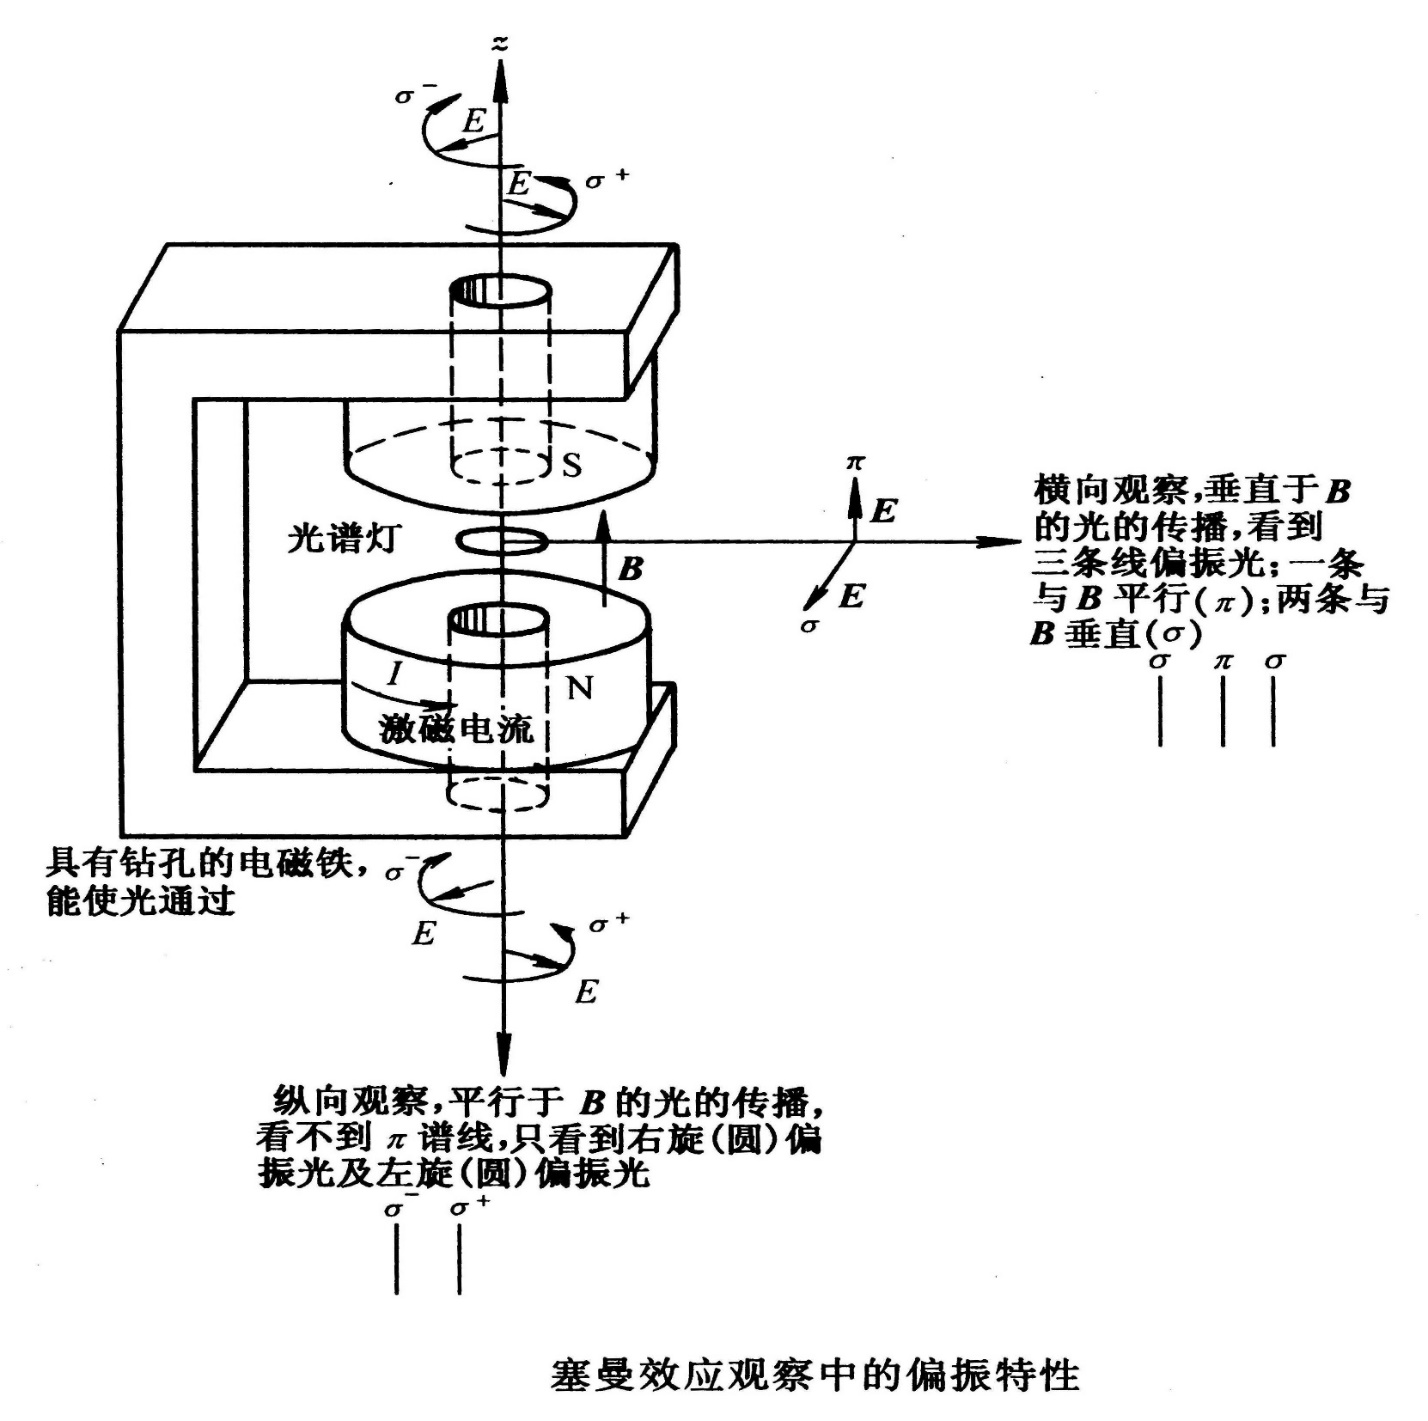 z
σ⁻
E
E
σ⁺
S
光谱灯
B
π
E
E
σ
横向观察,垂直于 B
的光的传播,看到
三条线偏振光;一条
与 B 平行(π);两条与
B 垂直(σ)
σ π σ
I
N
激磁电流
具有钻孔的电磁铁,
能使光通过
σ⁻
E
σ⁺
E
纵向观察,平行于 B 的光的传播,
看不到 π 谱线,只看到右旋(圆)偏
振光及左旋(圆)偏振光
σ⁻ σ⁺
塞曼效应观察中的偏振特性